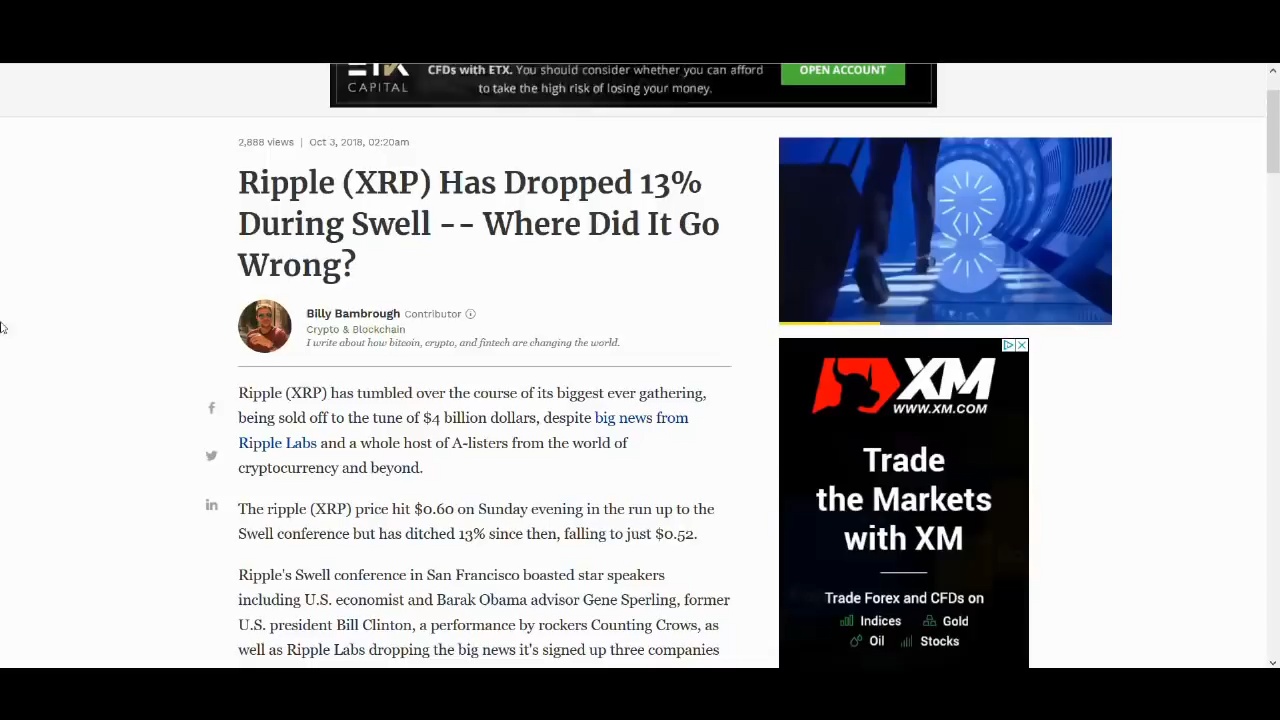 CAPITAL
CFDs with ETX. You should consider whether you can afford
to take the high risk of losing your money.
OPEN ACCOUNT
2,888 views | Oct 3, 2018, 02:20am
Ripple (XRP) Has Dropped 13%
During Swell -- Where Did It Go
Wrong?
Billy Bambrough Contributor
Crypto & Blockchain
I write about how bitcoin, crypto, and fintech are changing the world.
Ripple (XRP) has tumbled over the course of its biggest ever gathering,
being sold off to the tune of $4 billion dollars, despite big news from
Ripple Labs and a whole host of A-listers from the world of
cryptocurrency and beyond.
The ripple (XRP) price hit $0.60 on Sunday evening in the run up to the
Swell conference but has ditched 13% since then, falling to just $0.52.
Ripple's Swell conference in San Francisco boasted star speakers
including U.S. economist and Barak Obama advisor Gene Sperling, former
U.S. president Bill Clinton, a performance by rockers Counting Crows, as
well as Ripple Labs dropping the big news it's signed up three companies
XM
WWW.XM.COM
Trade
the Markets
with XM
Trade Forex and CFDs on
Indices Gold
Oil Stocks